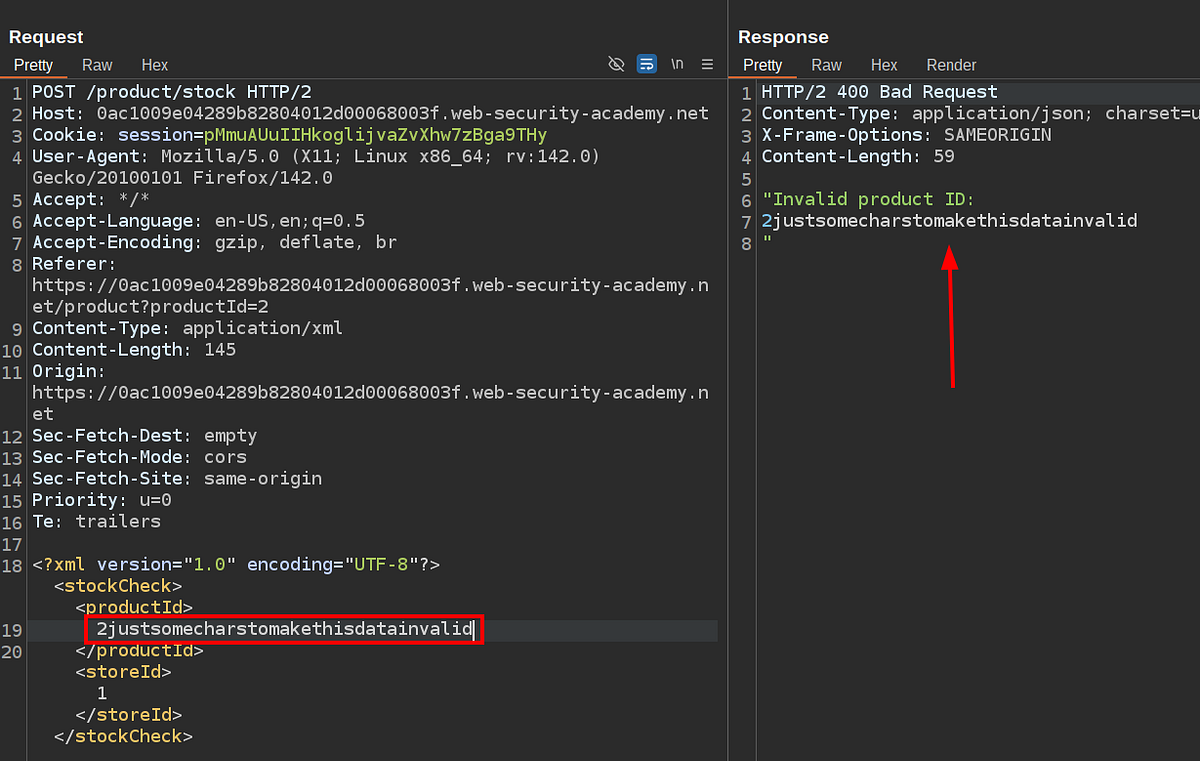 Request
Pretty Raw Hex \n
1 POST /product/stock HTTP/2
2 Host: 0ac1009e04289b82804012d00068003f.web-security-academy.net
3 Cookie: session=pMmuAUuIIHkoglijvaZvXhw7zBga9THy
4 User-Agent: Mozilla/5.0 (X11; Linux x86_64; rv:142.0)
Gecko/20100101 Firefox/142.0
5 Accept: */*
6 Accept-Language: en-US,en;q=0.5
7 Accept-Encoding: gzip, deflate, br
8 Referer:
https://0ac1009e04289b82804012d00068003f.web-security-academy.n
et/product?productId=2
9 Content-Type: application/xml
10 Content-Length: 145
11 Origin:
https://0ac1009e04289b82804012d00068003f.web-security-academy.n
et
12 Sec-Fetch-Dest: empty
13 Sec-Fetch-Mode: cors
14 Sec-Fetch-Site: same-origin
15 Priority: u=0
16 Te: trailers
17
18 <?xml version="1.0" encoding="UTF-8"?>
<stockCheck>
<productId>
19 2justsomecharstomakethisdatainvalid
20 </productId>
<storeId>
1
</storeId>
</stockCheck>
Response
Pretty Raw Hex Render
1 HTTP/2 400 Bad Request
2 Content-Type: application/json; charset=u
3 X-Frame-Options: SAMEORIGIN
4 Content-Length: 59
5
6 "Invalid product ID:
7 2justsomecharstomakethisdatainvalid
8 "